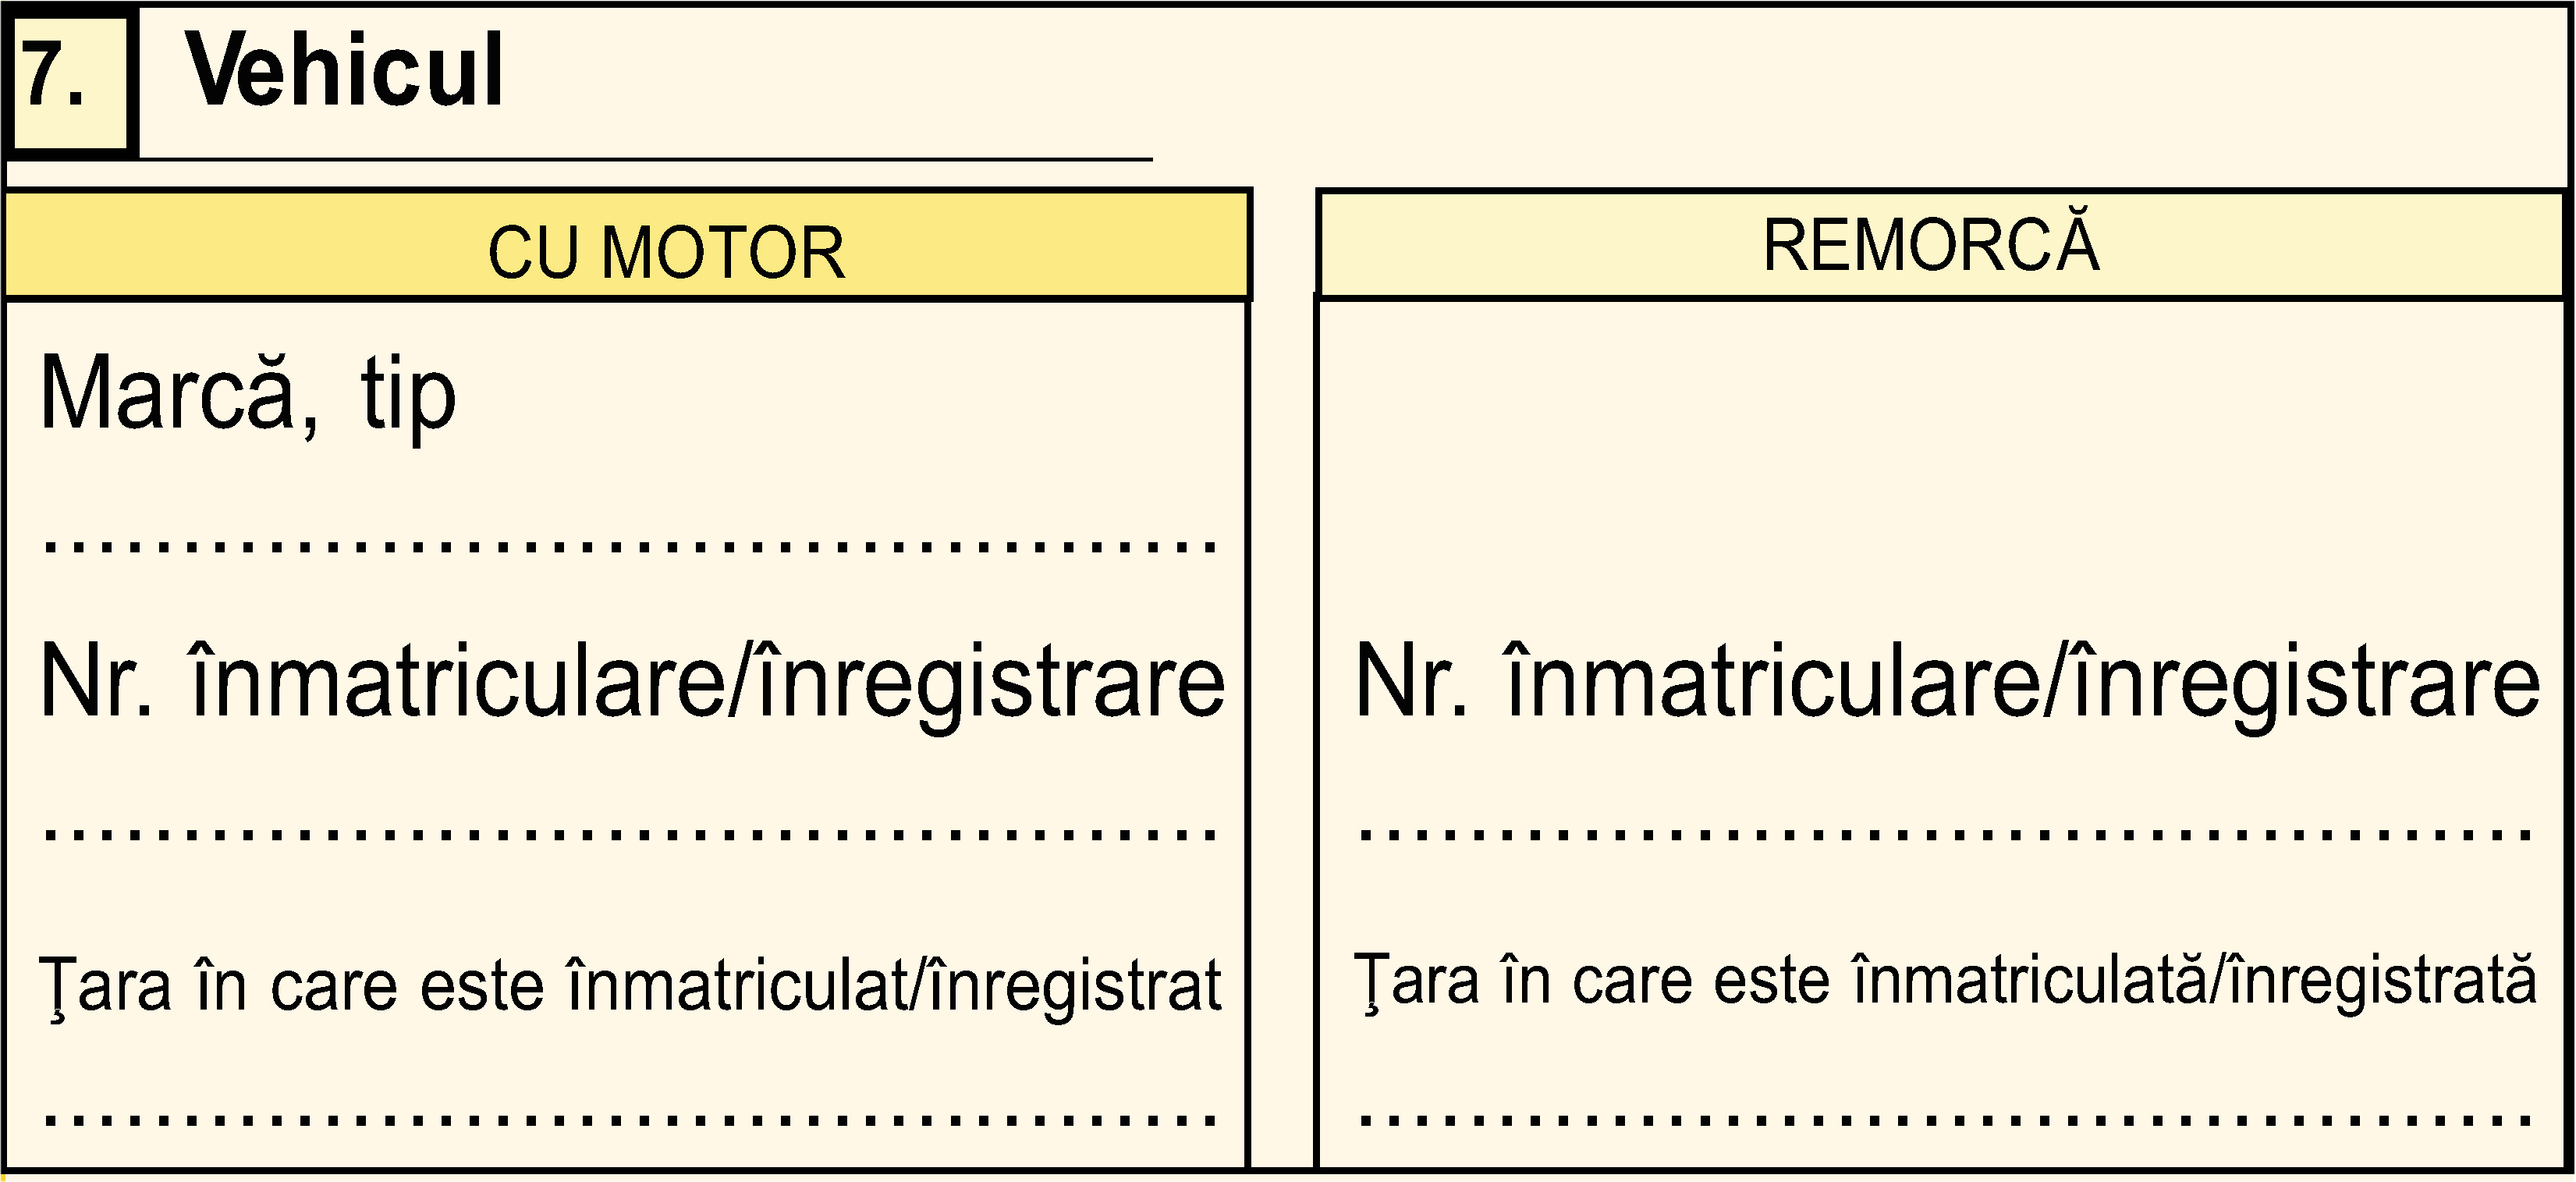 7. Vehicul
CU MOTOR
Marcă, tip
..........................................
Nr. înmatriculare/înregistrare
..........................................
Ţara în care este înmatriculat/înregistrat
..........................................
REMORCĂ
Nr. înmatriculare/înregistrare
..........................................
Ţara în care este înmatriculată/înregistrată
..........................................